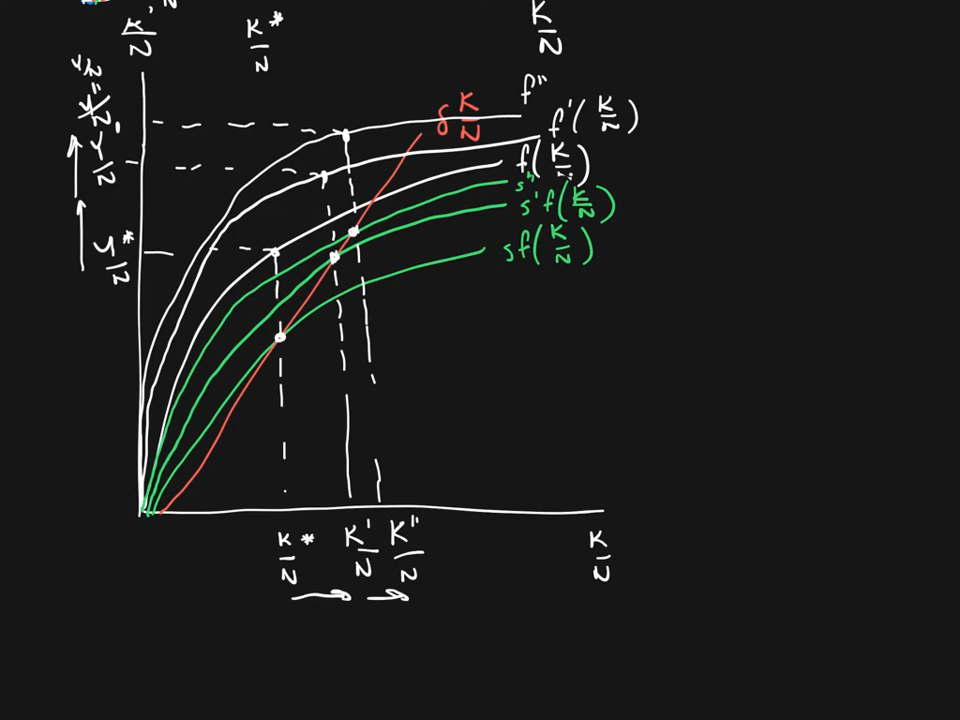 K'/N
K*/N
K/N
Y"/N
Y'/N
Y*/N
δ K/N
f"
f'(K/N)
f(K/N)
s"
s'f(K/N)
sf(K/N)
K*/N
K'/N
K"/N
K/N